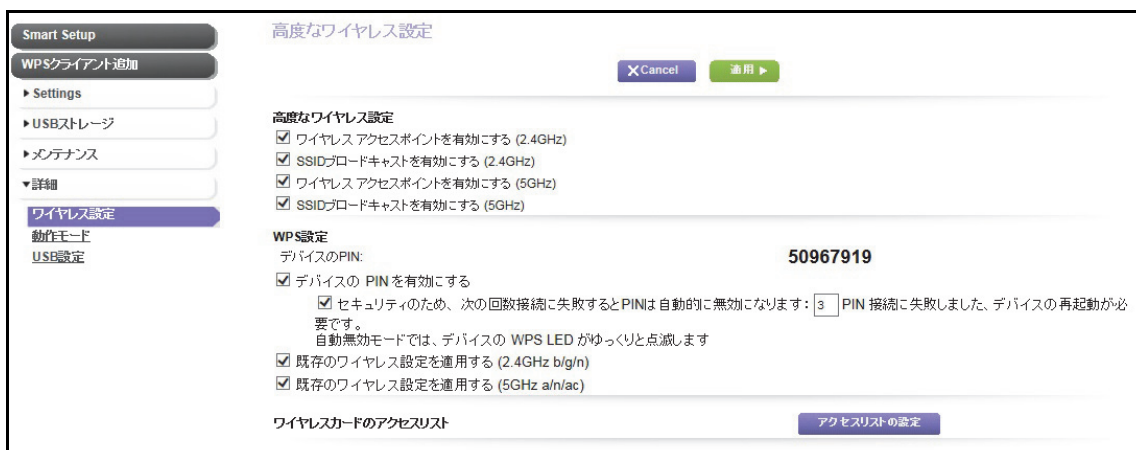 Smart Setup
WPSクライアント追加
Settings
USBストレージ
メンテナンス
詳細
ワイヤレス設定
動作モード
USB設定
高度なワイヤレス設定
Cancel
適用
高度なワイヤレス設定
ワイヤレス アクセスポイントを有効にする (2.4GHz)
SSIDブロードキャストを有効にする (2.4GHz)
ワイヤレス アクセスポイントを有効にする (5GHz)
SSIDブロードキャストを有効にする (5GHz)
WPS設定
デバイスのPIN: 50967919
デバイスの PIN を有効にする
セキュリティのため、次の回数接続に失敗するとPINは自動的に無効になります: 3 PIN 接続に失敗しました、デバイスの再起動が必
要です。
自動無効モードでは、デバイスの WPS LED がゆっくりと点滅します
既存のワイヤレス設定を適用する (2.4GHz b/g/n)
既存のワイヤレス設定を適用する (5GHz a/n/ac)
ワイヤレスカードのアクセスリスト アクセスリストの設定